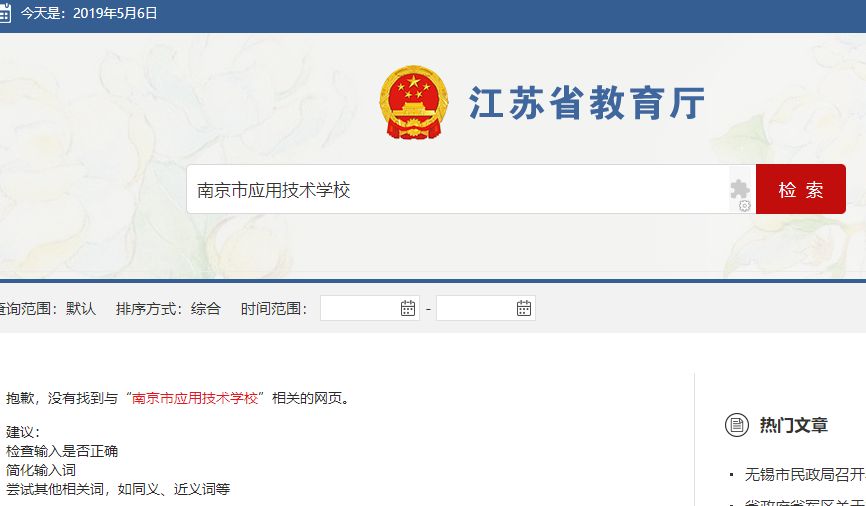 今天是：2019年5月6日
江苏省教育厅
南京市应用技术学校
检 索
查询范围：默认 排序方式：综合 时间范围： -
抱歉，没有找到与“南京市应用技术学校”相关的网页。
建议：
检查输入是否正确
简化输入词
尝试其他相关词，如同义、近义词等
热门文章
· 无锡市民政局召开